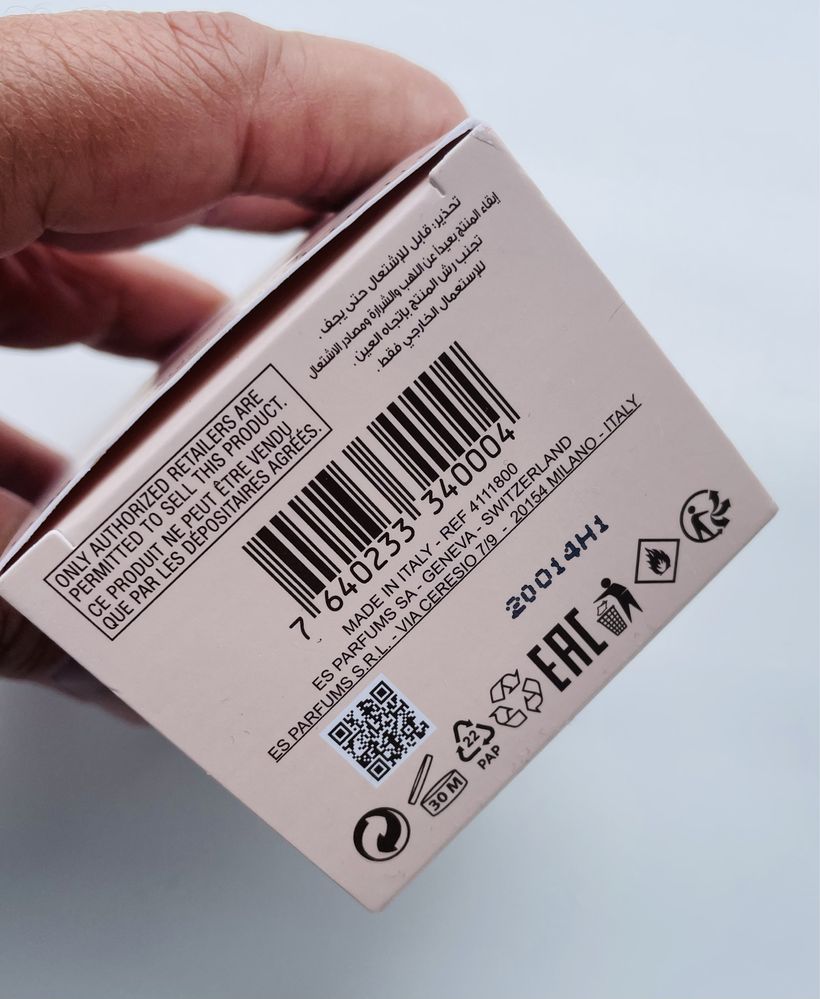 تحذير: قابل للإشتعال حتى يجف.
إبقاء المنتج بعيداً عن اللهب والشرارة ومصادر الاشتعال
تجنب رش المنتج بإتجاه العين.
للإستعمال الخارجي فقط.
ONLY AUTHORIZED RETAILERS ARE
PERMITTED TO SELL THIS PRODUCT.
CE PRODUIT NE PEUT ÊTRE VENDU
QUE PAR LES DÉPOSITAIRES AGRÉÉS.
7 640233 340004
MADE IN ITALY - REF 4111800
ES PARFUMS SA - GENEVA - SWITZERLAND
ES PARFUMS S.R.L. - VIA CERESIO 7/9 - 20154 MILANO - ITALY
20014H1
30 M
22
PAP
EAC